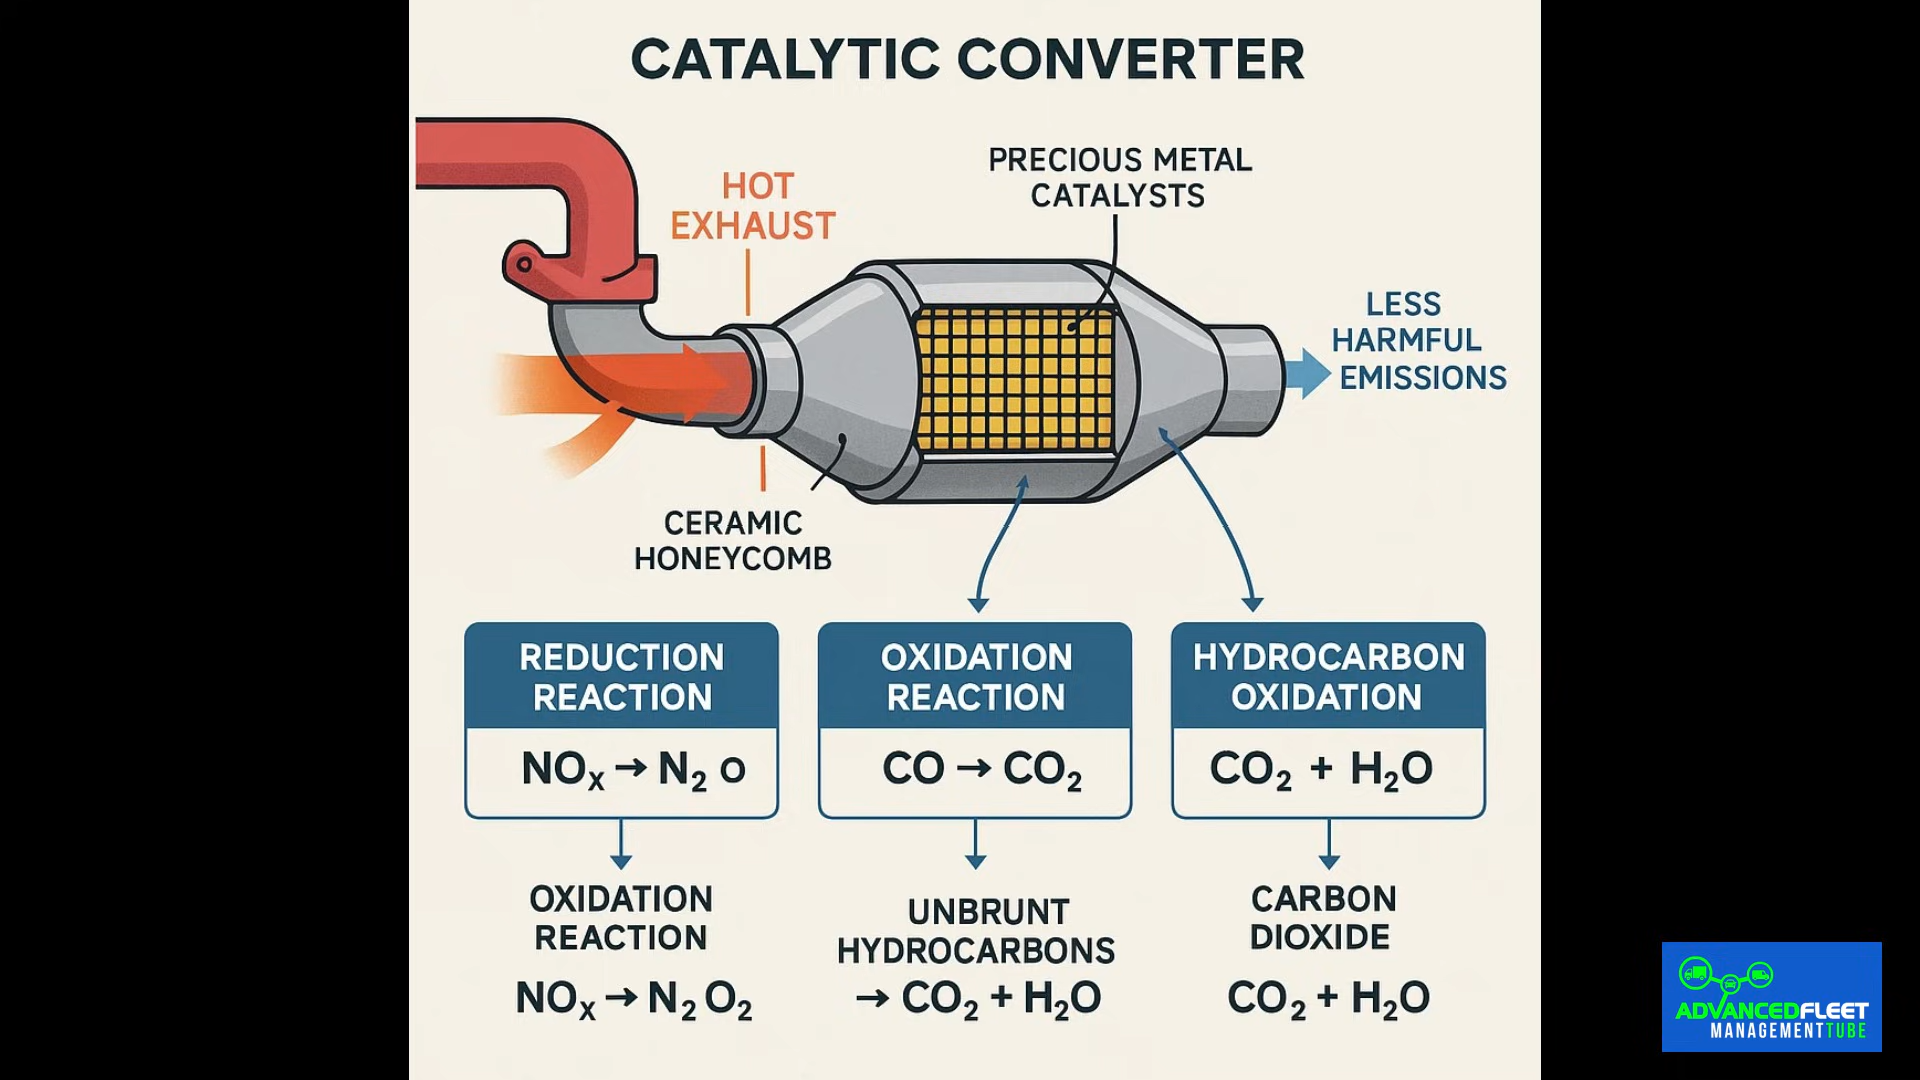 CATALYTIC CONVERTER
HOT
EXHAUST
PRECIOUS METAL
CATALYSTS
LESS
HARMFUL
EMISSIONS
CERAMIC
HONEYCOMB
REDUCTION
REACTION
NOₓ → N₂ O
OXIDATION
REACTION
NOₓ → N₂ O₂
OXIDATION
REACTION
CO → CO₂
UNBRUNT
HYDROCARBONS
→ CO₂ + H₂O
HYDROCARBON
OXIDATION
CO₂ + H₂O
CARBON
DIOXIDE
CO₂ + H₂O
ADVANCEDFLEET
MANAGEMENTTUBE